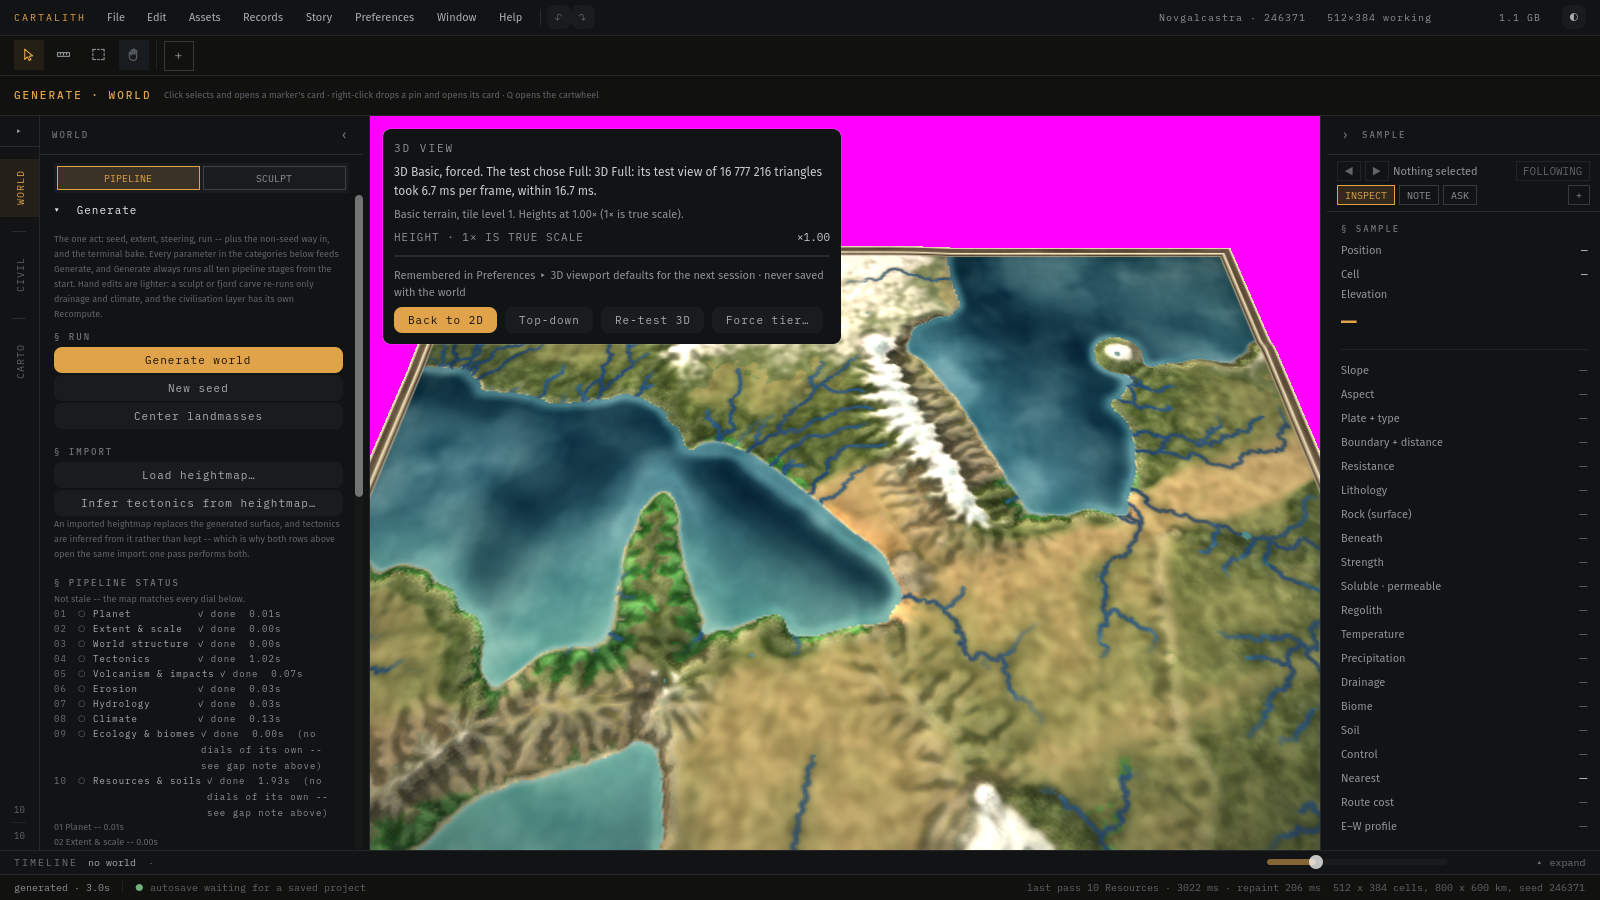 CARTALITH File Edit Assets Records Story Preferences Window Help Novgalcastra · 246371 512×384 working 1.1 GB
+
GENERATE · WORLD Click selects and opens a marker's card · right-click drops a pin and opens its card · Q opens the cartwheel
WORLD
CIVIL
CARTO
10
10
WORLD
PIPELINE SCULPT
Generate
The one act: seed, extent, steering, run -- plus the non-seed way in,
and the terminal bake. Every parameter in the categories below feeds
Generate, and Generate always runs all ten pipeline stages from the
start. Hand edits are lighter: a sculpt or fjord carve re-runs only
drainage and climate, and the civilisation layer has its own
Recompute.
§ RUN
Generate world
New seed
Center landmasses
§ IMPORT
Load heightmap…
Infer tectonics from heightmap…
An imported heightmap replaces the generated surface, and tectonics
are inferred from it rather than kept -- which is why both rows above
open the same import: one pass performs both.
§ PIPELINE STATUS
Not stale -- the map matches every dial below.
01 ○ Planet √ done 0.01s
02 ○ Extent & scale √ done 0.00s
03 ○ World structure √ done 0.00s
04 ○ Tectonics √ done 1.02s
05 ○ Volcanism & impacts √ done 0.07s
06 ○ Erosion √ done 0.03s
07 ○ Hydrology √ done 0.03s
08 ○ Climate √ done 0.13s
09 ○ Ecology & biomes √ done 0.00s (no
dials of its own --
see gap note above)
10 ○ Resources & soils √ done 1.93s (no
dials of its own --
see gap note above)
01 Planet -- 0.01s
02 Extent & scale -- 0.00s
3D VIEW
3D Basic, forced. The test chose Full: 3D Full: its test view of 16 777 216 triangles
took 6.7 ms per frame, within 16.7 ms.
Basic terrain, tile level 1. Heights at 1.00× (1× is true scale).
HEIGHT · 1× IS TRUE SCALE ×1.00
Remembered in Preferences ▸ 3D viewport defaults for the next session · never saved
with the world
Back to 2D Top-down Re-test 3D Force tier…
SAMPLE
◀ ▶ Nothing selected FOLLOWING
INSPECT NOTE ASK +
§ SAMPLE
Position —
Cell —
Elevation
—
Slope —
Aspect —
Plate + type —
Boundary + distance —
Resistance —
Lithology —
Rock (surface) —
Beneath —
Strength —
Soluble · permeable —
Regolith —
Temperature —
Precipitation —
Drainage —
Biome —
Soil —
Control —
Nearest —
Route cost —
E–W profile —
TIMELINE no world · ▴ expand
generated · 3.0s ● autosave waiting for a saved project last pass 10 Resources · 3022 ms · repaint 206 ms 512 x 384 cells, 800 x 600 km, seed 246371